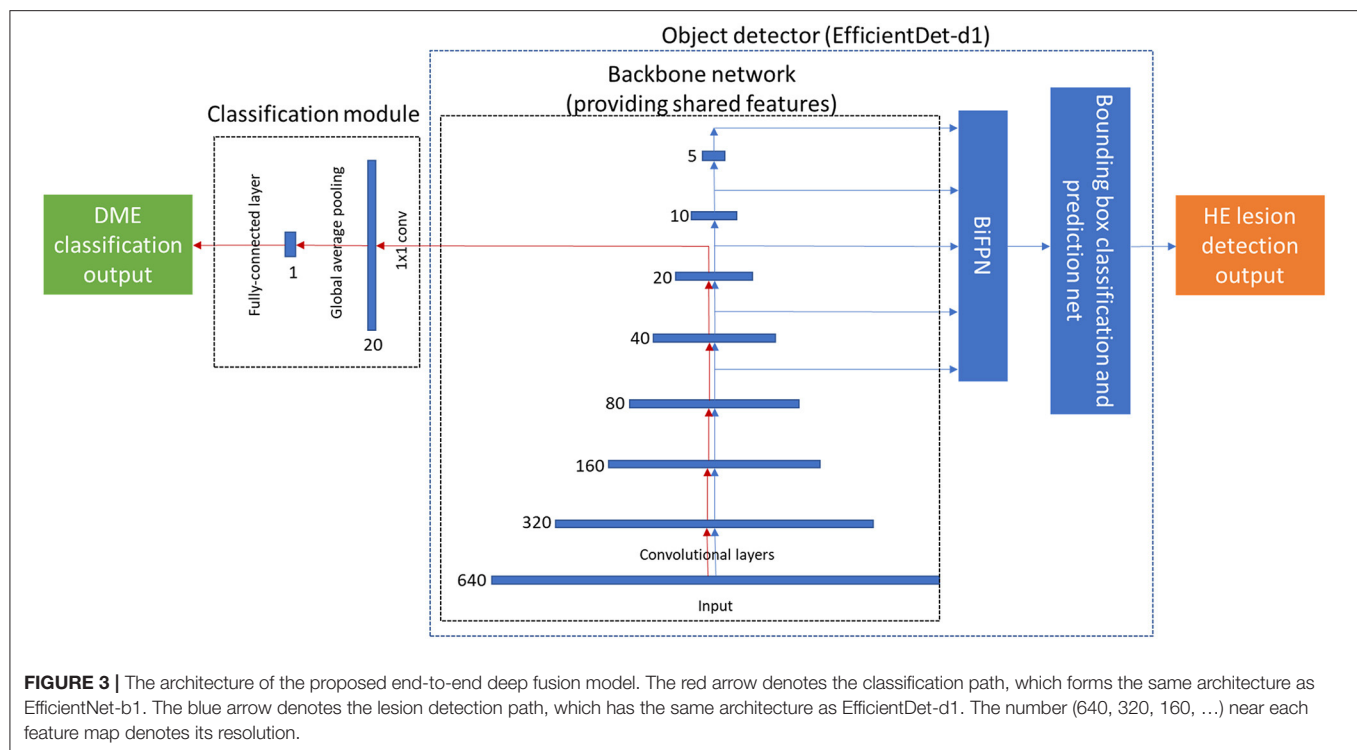 Object detector (EfficientDet-d1)
Backbone network
(providing shared features)
Classification module
5
10
20
40
80
160
320
Convolutional layers
640
Input
DME
classification
output
Fully-connected layer
1
Global average pooling
20
1x1 conv
BiFPN
Bounding box classification and
prediction net
HE lesion
detection
output
FIGURE 3 | The architecture of the proposed end-to-end deep fusion model. The red arrow denotes the classification path, which forms the same architecture as
EfficientNet-b1. The blue arrow denotes the lesion detection path, which has the same architecture as EfficientDet-d1. The number (640, 320, 160, …) near each
feature map denotes its resolution.